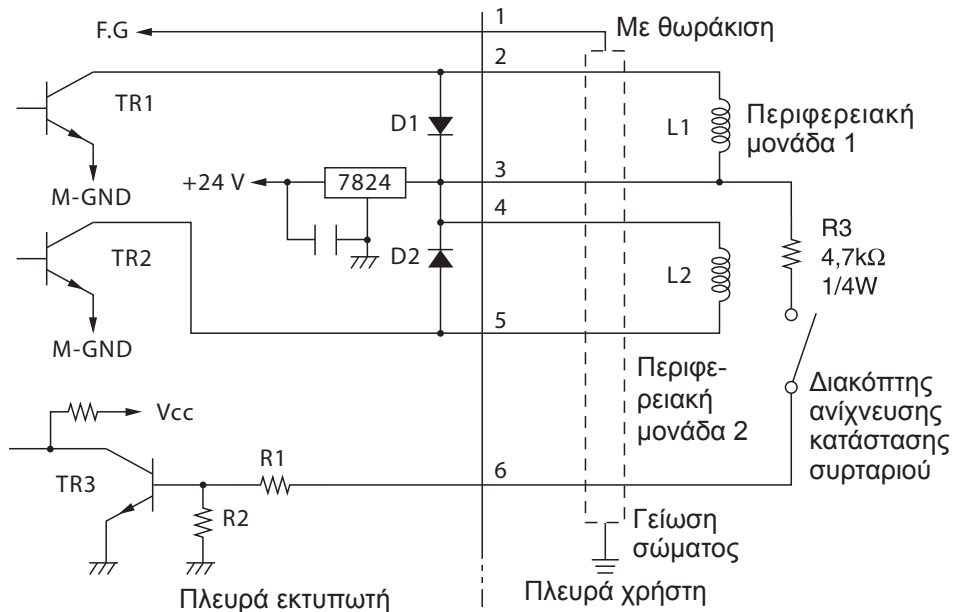 1
F.G
Με θωράκιση
2
TR1
D1
L1
Περιφερειακή
μονάδα 1
3
+24 V
7824
M-GND
4
R3
4,7kΩ
1/4W
TR2
D2
L2
5
M-GND
Περιφε-
ρειακή
μονάδα 2
Διακόπτης
ανίχνευσης
κατάστασης
συρταριού
Vcc
R1
6
TR3
R2
Γείωση
σώματος
Πλευρά εκτυπωτή
Πλευρά χρήστη